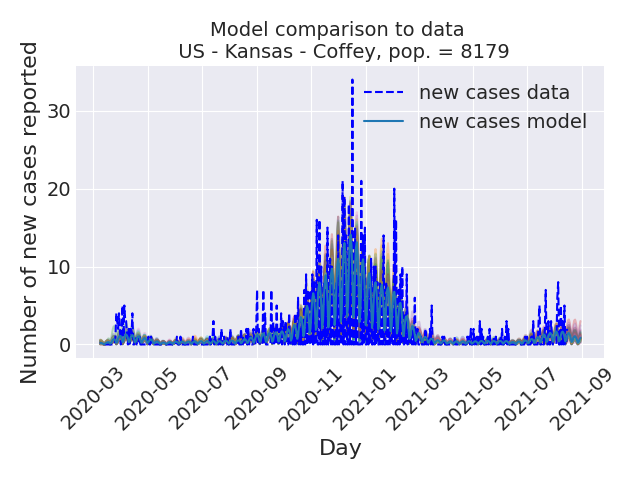 Model comparison to data
US - Kansas - Coffey, pop. = 8179
Number of new cases reported
30
20
10
0
new cases data
new cases model
2020-03
2020-05
2020-07
2020-09
2020-11
2021-01
2021-03
2021-05
2021-07
2021-09
Day